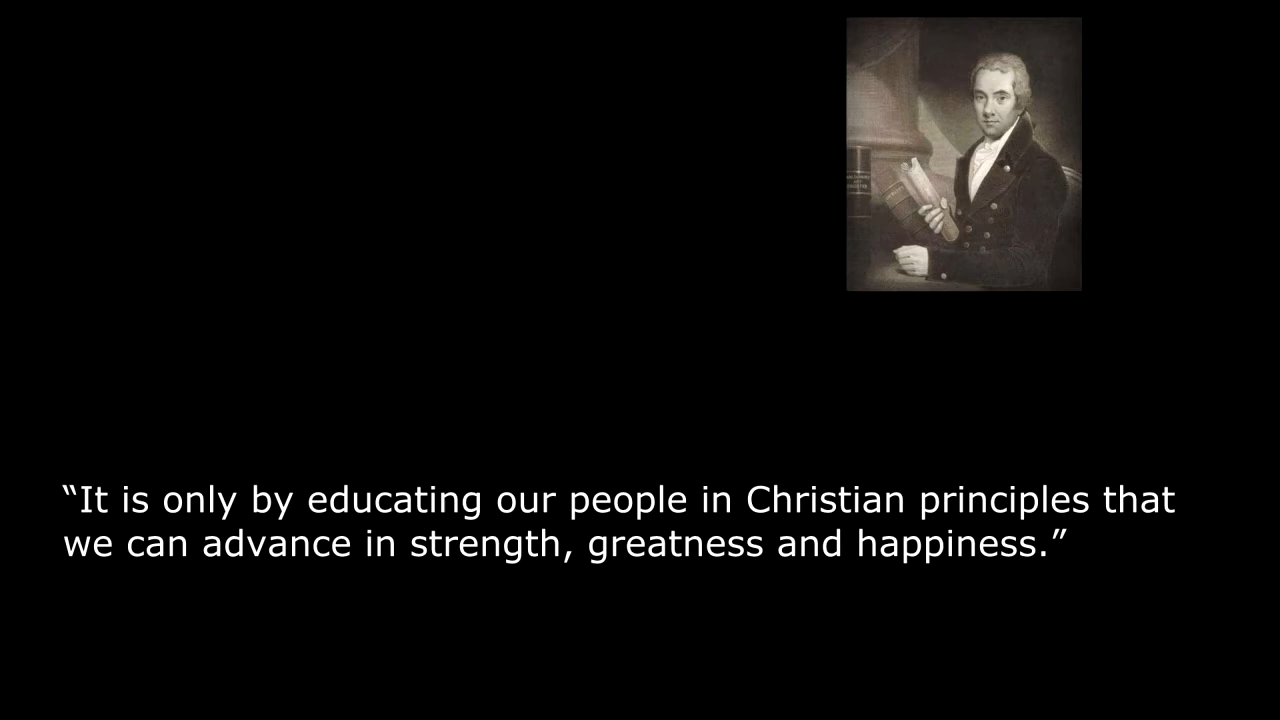 “It is only by educating our people in Christian principles that
we can advance in strength, greatness and happiness.”